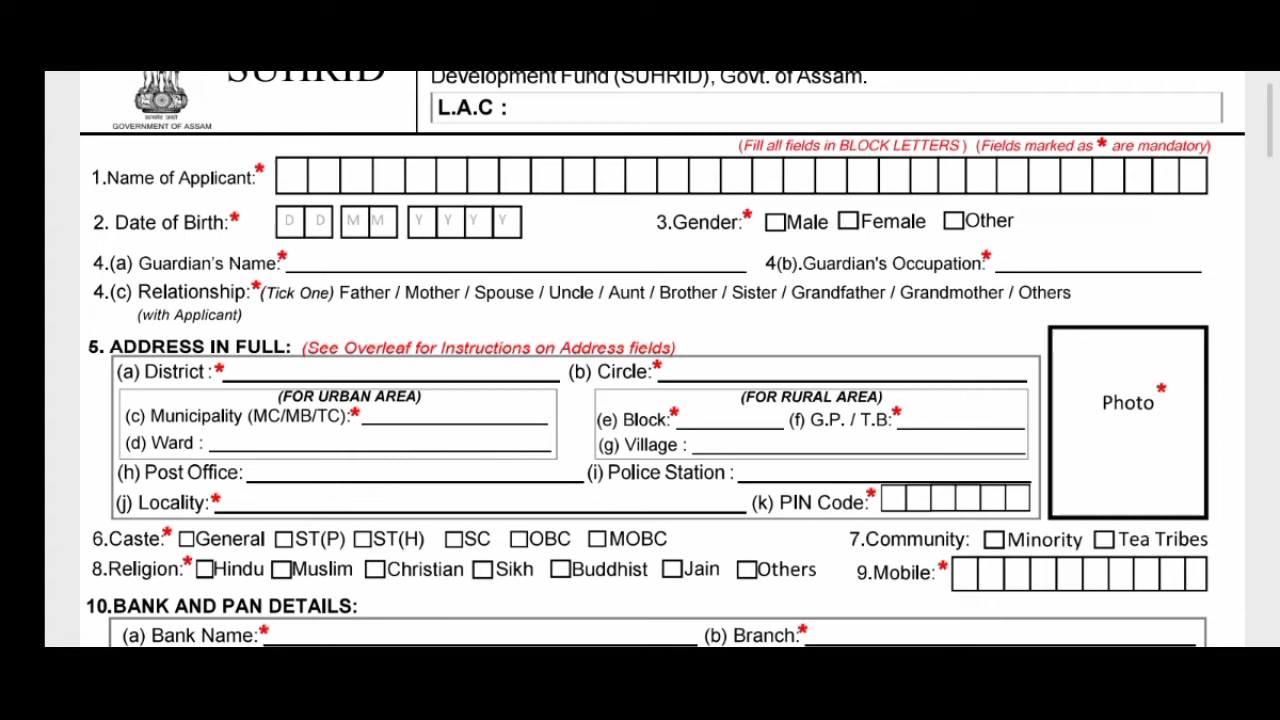 SUHRID
Development Fund (SUHRID), Govt. of Assam.
GOVERNMENT OF ASSAM
L.A.C :
(Fill all fields in BLOCK LETTERS ) (Fields marked as * are mandatory)
1.Name of Applicant:*
2. Date of Birth:* D D M M Y Y Y Y 3.Gender:* Male Female Other
4.(a) Guardian's Name:* 4(b).Guardian's Occupation:*
4.(c) Relationship:*(Tick One) Father / Mother / Spouse / Uncle / Aunt / Brother / Sister / Grandfather / Grandmother / Others
(with Applicant)
5. ADDRESS IN FULL: (See Overleaf for Instructions on Address fields)
(a) District :* (b) Circle:*
(FOR URBAN AREA) (FOR RURAL AREA)
(c) Municipality (MC/MB/TC):* (e) Block:* (f) G.P. / T.B:*
(d) Ward : (g) Village :
(h) Post Office: (i) Police Station :
(j) Locality:* (k) PIN Code:*
Photo*
6.Caste:* General ST(P) ST(H) SC OBC MOBC 7.Community: Minority Tea Tribes
8.Religion:* Hindu Muslim Christian Sikh Buddhist Jain Others 9.Mobile:*
10.BANK AND PAN DETAILS:
(a) Bank Name:* (b) Branch:*